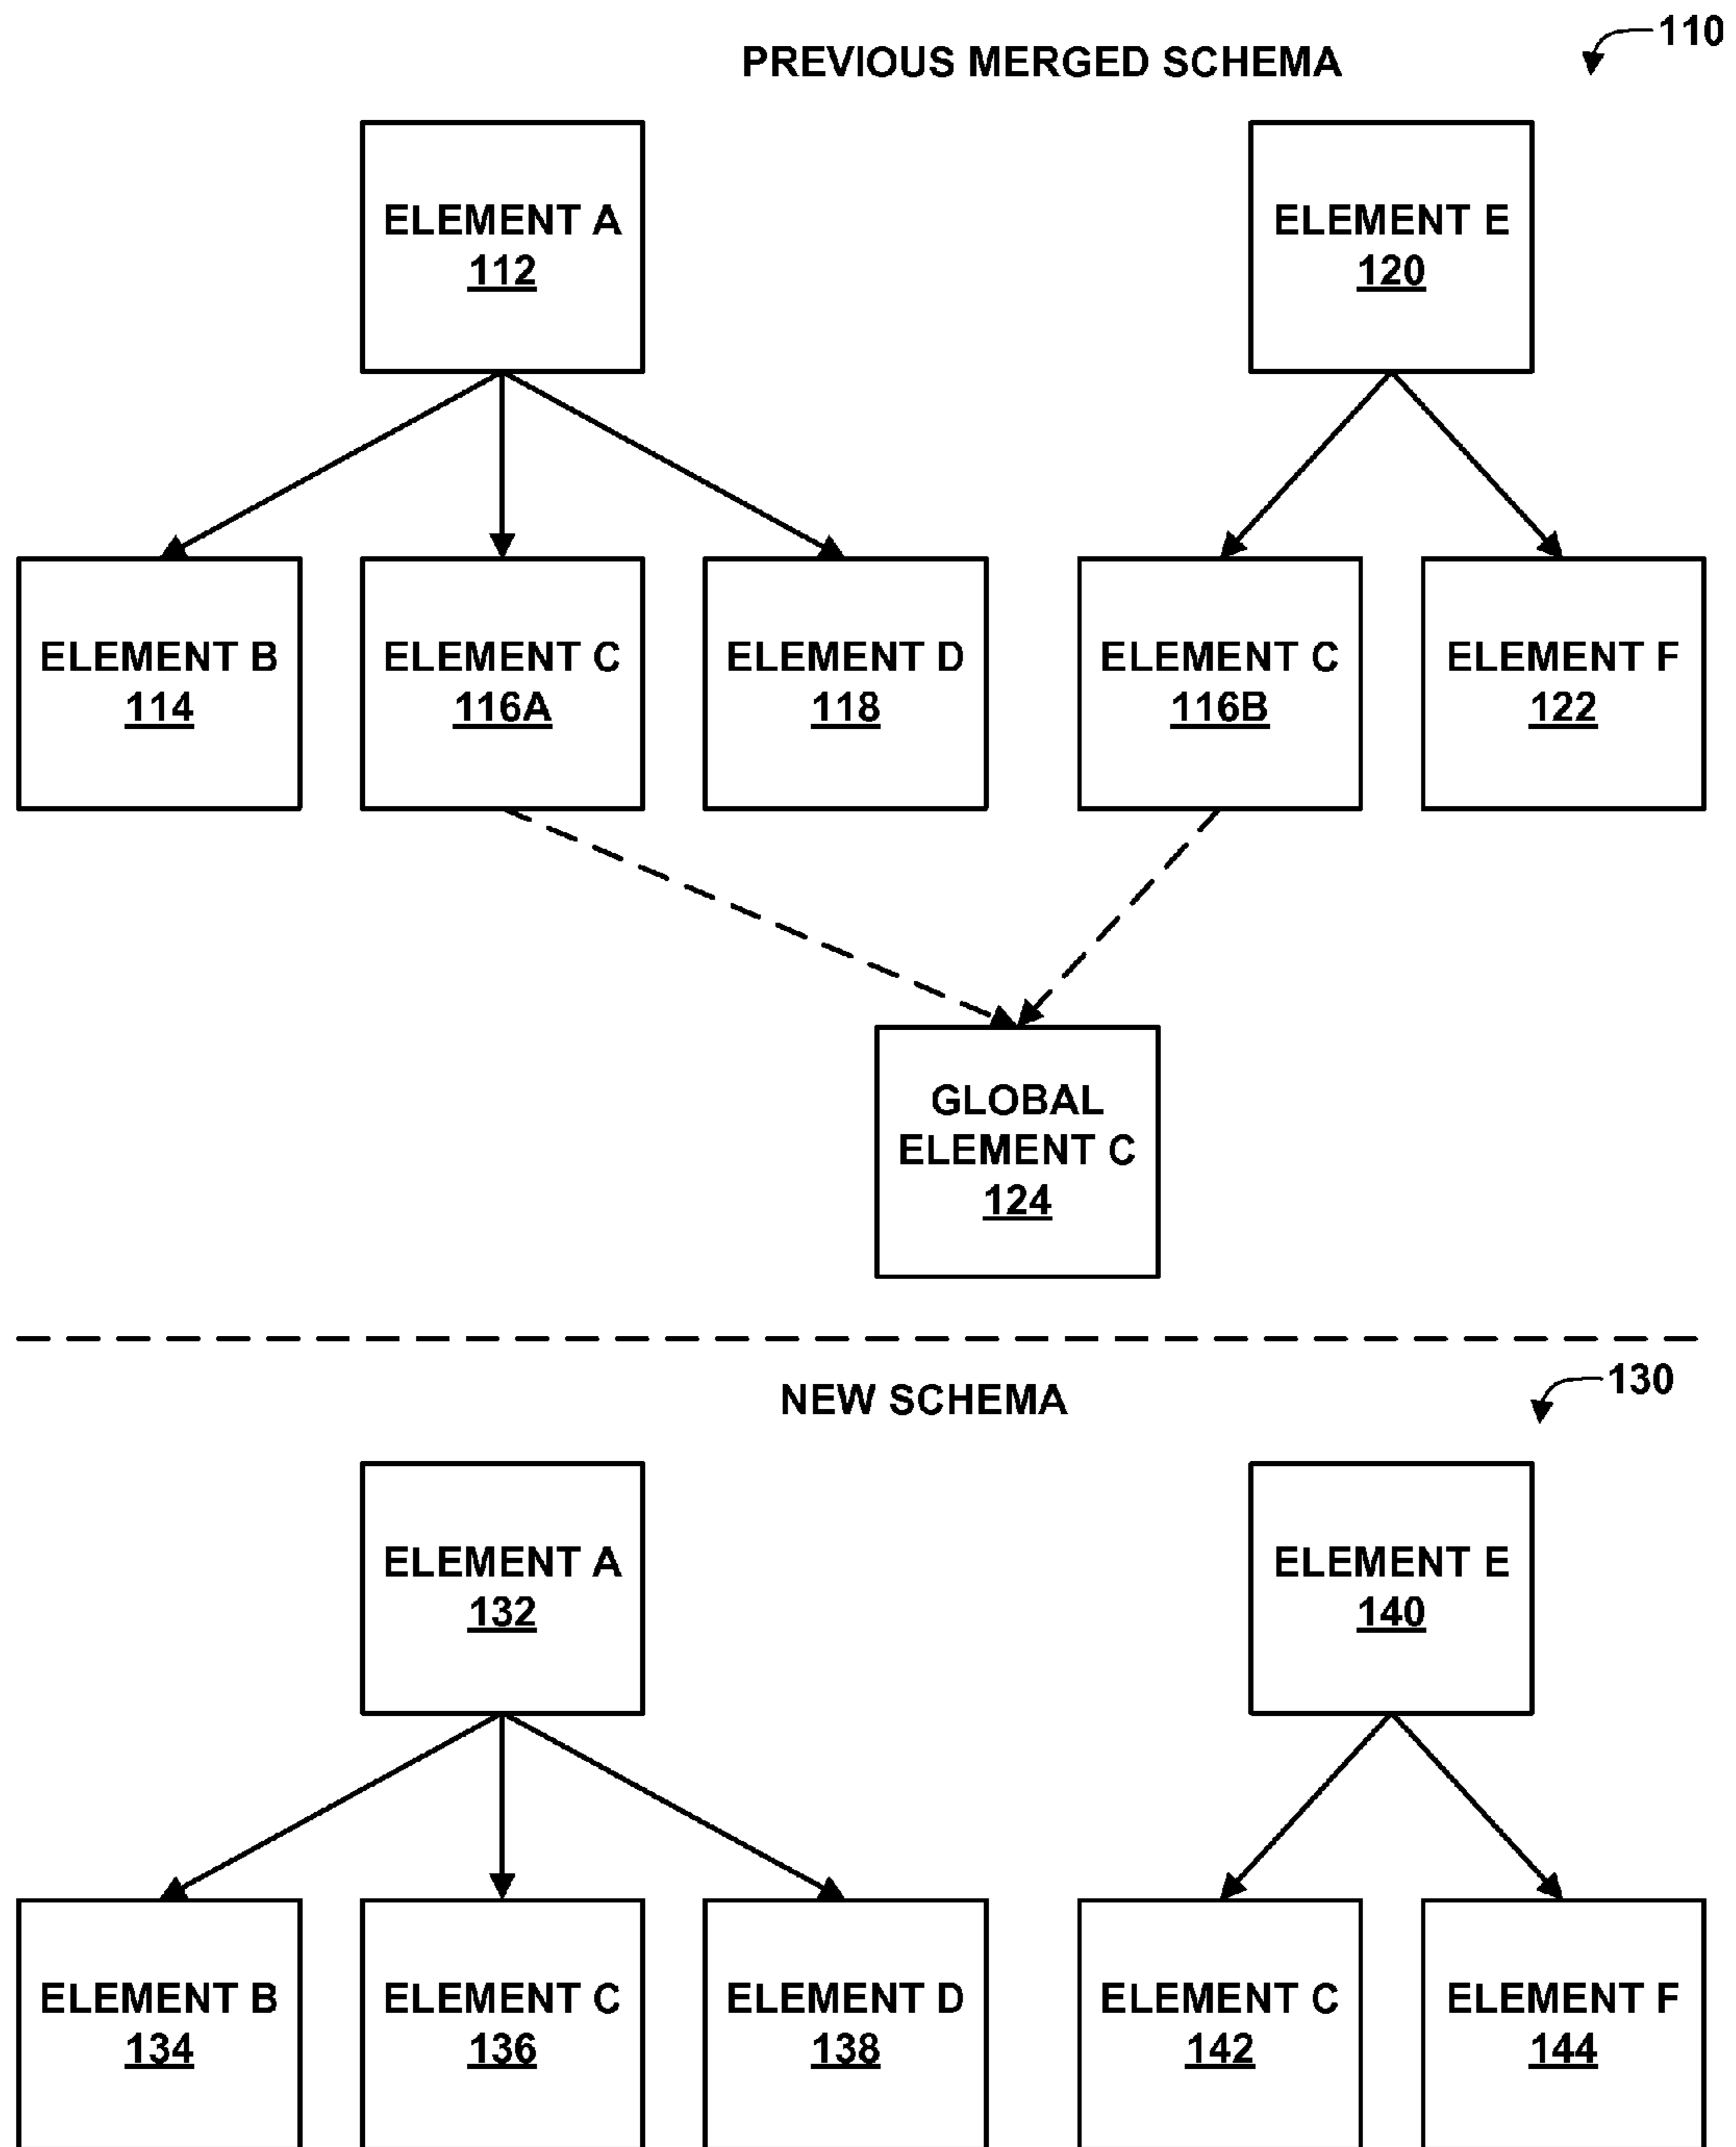 110
PREVIOUS MERGED SCHEMA
ELEMENT A
112
ELEMENT E
120
ELEMENT B
114
ELEMENT C
116A
ELEMENT D
118
ELEMENT C
116B
ELEMENT F
122
GLOBAL
ELEMENT C
124
130
NEW SCHEMA
ELEMENT A
132
ELEMENT E
140
ELEMENT B
134
ELEMENT C
136
ELEMENT D
138
ELEMENT C
142
ELEMENT F
144